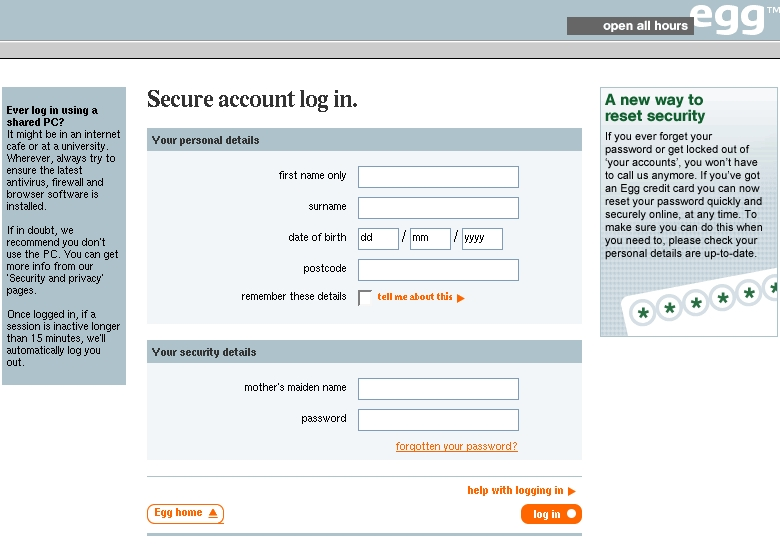 open all hours
egg™
Ever log in using a
shared PC?
It might be in an internet
cafe or at a university.
Wherever, always try to
ensure the latest
antivirus, firewall and
browser software is
installed.
If in doubt, we
recommend you don't
use the PC. You can get
more info from our
'Security and privacy'
pages.
Once logged in, if a
session is inactive longer
than 15 minutes, we'll
automatically log you
out.
Secure account log in.
Your personal details
first name only
surname
date of birth dd / mm / yyyy
postcode
remember these details tell me about this
Your security details
mother's maiden name
password
forgotten your password?
help with logging in
Egg home
log in
A new way to
reset security
If you ever forget your
password or get locked out of
‘your accounts’, you won't have
to call us anymore. If you've got
an Egg credit card you can now
reset your password quickly and
securely online, at any time. To
make sure you can do this when
you need to, please check your
personal details are up-to-date.
* * * * * *